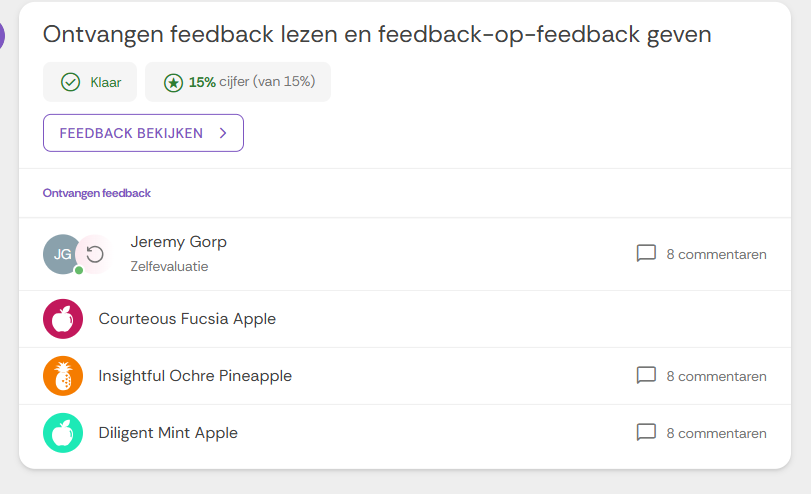 Ontvangen feedback lezen en feedback-op-feedback geven
Klaar
15% cijfer (van 15%)
FEEDBACK BEKIJKEN
Ontvangen feedback
JG
Jeremy Gorp
Zelfevaluatie
8 commentaren
Courteous Fucsia Apple
Insightful Ochre Pineapple
8 commentaren
Diligent Mint Apple
8 commentaren